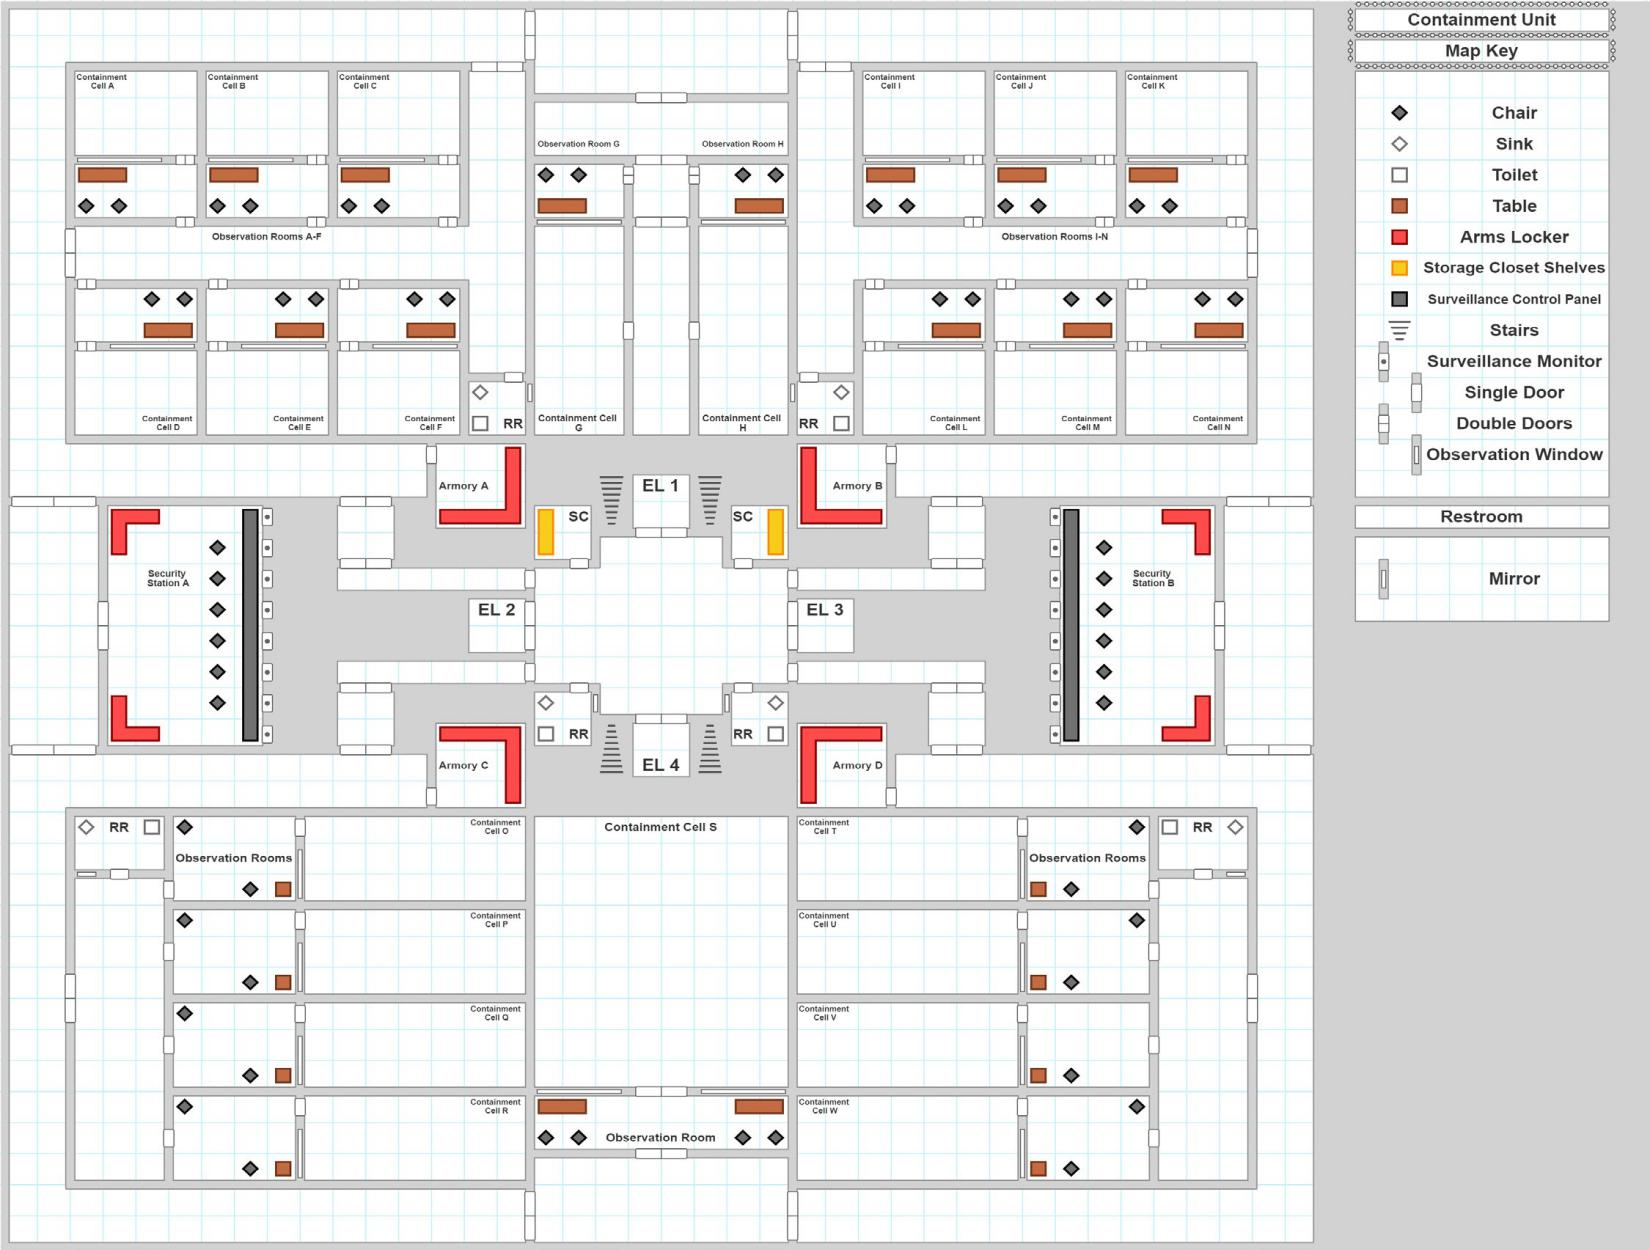 Containment Unit
Map Key
Containment
Cell A
Containment
Cell B
Containment
Cell C
Containment
Cell I
Containment
Cell J
Containment
Cell K
Chair
Sink
Toilet
Table
Arms Locker
Storage Closet Shelves
Surveillance Control Panel
Stairs
Surveillance Monitor
Single Door
Double Doors
Observation Window
Restroom
Mirror
Observation Room G
Observation Room H
Observation Rooms A-F
Observation Rooms I-N
Containment
Cell D
Containment
Cell E
Containment
Cell F
RR
Containment Cell
G
Containment Cell
H
RR
Containment
Cell L
Containment
Cell M
Containment
Cell N
Armory A
EL 1
Armory B
SC
SC
Security
Station A
Security
Station B
EL 2
EL 3
RR
RR
Armory C
EL 4
Armory D
RR
Containment
Cell O
Containment Cell S
Containment
Cell T
RR
Observation Rooms
Observation Rooms
Containment
Cell P
Containment
Cell U
Containment
Cell Q
Containment
Cell V
Containment
Cell R
Containment
Cell W
Observation Room